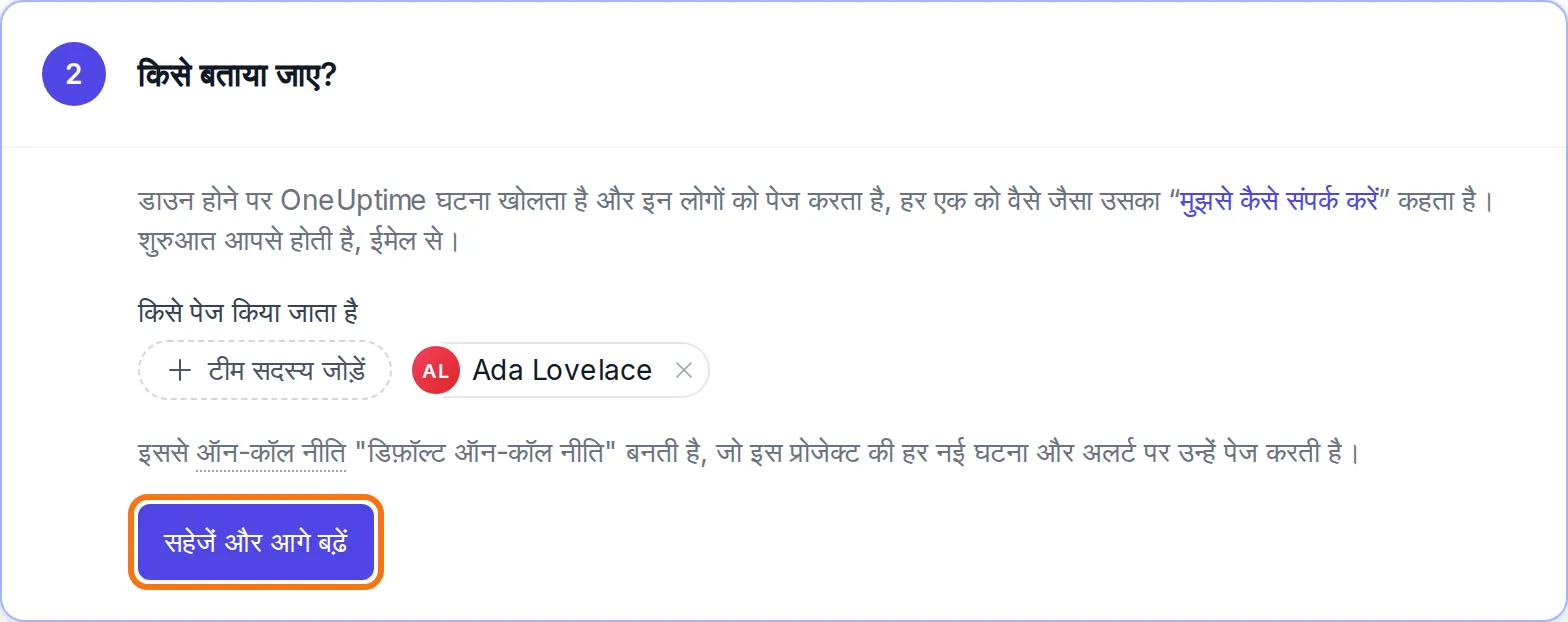 2
किसे बताया जाए?
डाउन होने पर OneUptime घटना खोलता है और इन लोगों को पेज करता है, हर एक को वैसे जैसा उसका “मुझसे कैसे संपर्क करें” कहता है।
शुरुआत आपसे होती है, ईमेल से।
किसे पेज किया जाता है
+ टीम सदस्य जोड़ें
AL Ada Lovelace ×
इससे ऑन-कॉल नीति "डिफ़ॉल्ट ऑन-कॉल नीति" बनती है, जो इस प्रोजेक्ट की हर नई घटना और अलर्ट पर उन्हें पेज करती है।
सहेजें और आगे बढ़ें